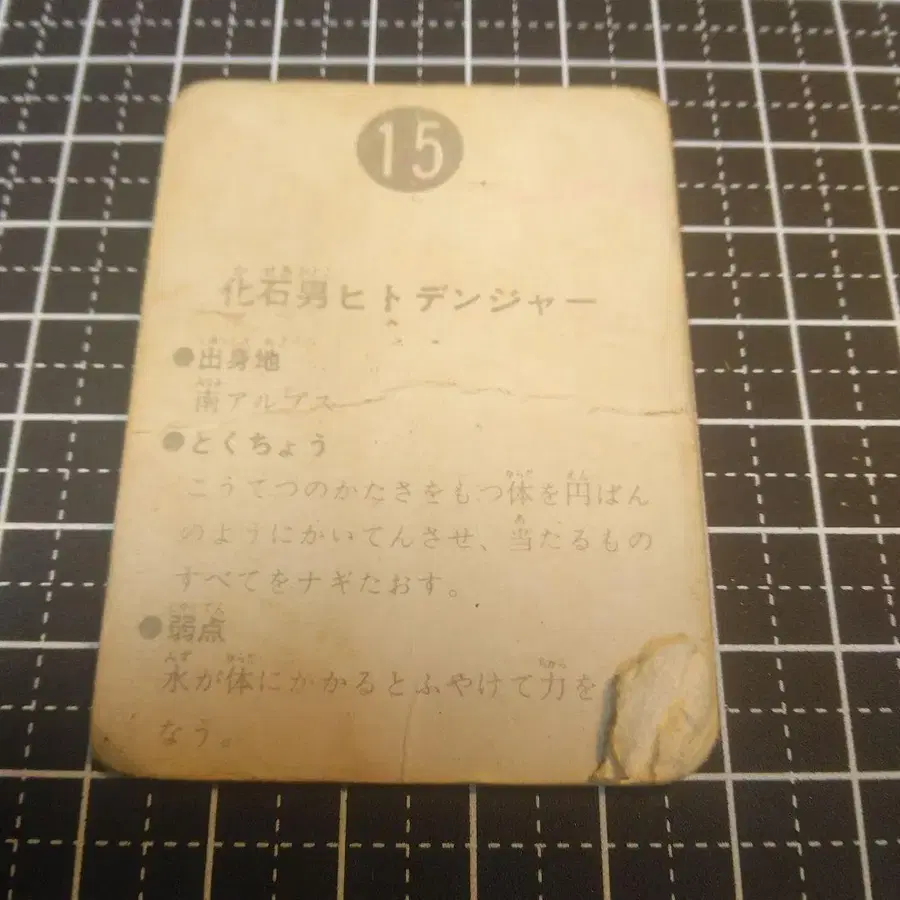 15
化石男ヒトデンジャー
●出身地
南アルプス
●とくちょう
こうてつのかたさをもつ体を円ばん
のようにかいてんさせ、当たるもの
すべてをナギたおす。
●弱点
水が体にかかるとふやけて力を
なう。